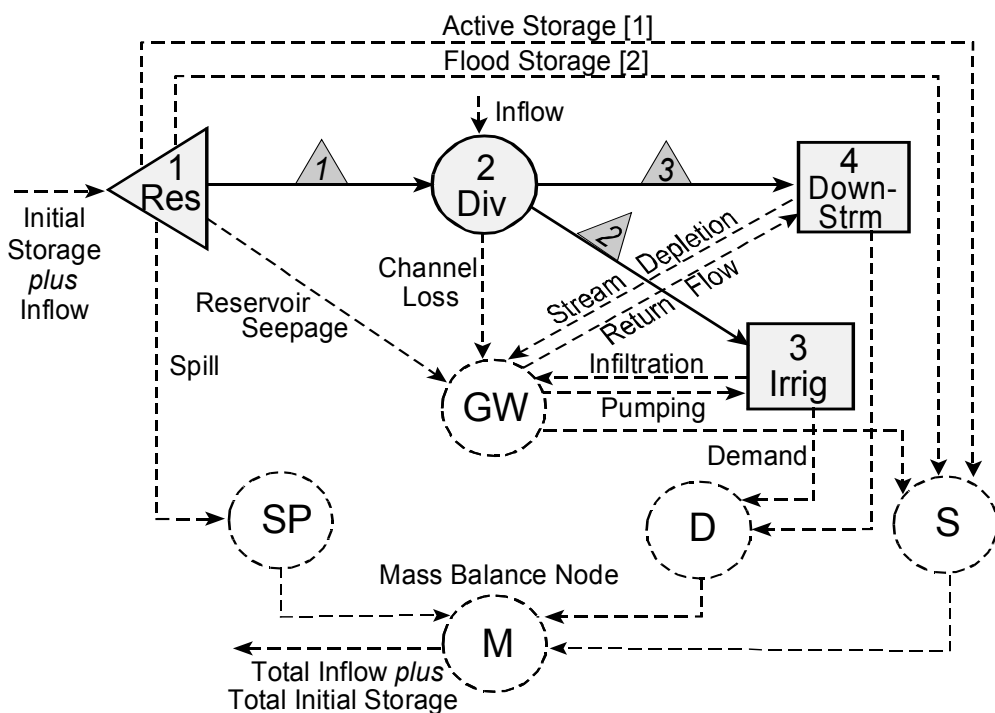 Active Storage [1]
Flood Storage [2]
Inflow
1
Res
1
2
Div
3
4
Down-
Strm
Initial
Storage
plus
Inflow
2
Channel
Loss
Stream Depletion
Return Flow
Reservoir
Seepage
3
Irrig
Spill
Infiltration
GW
Pumping
Demand
SP
D
S
Mass Balance Node
M
Total Inflow plus
Total Initial Storage